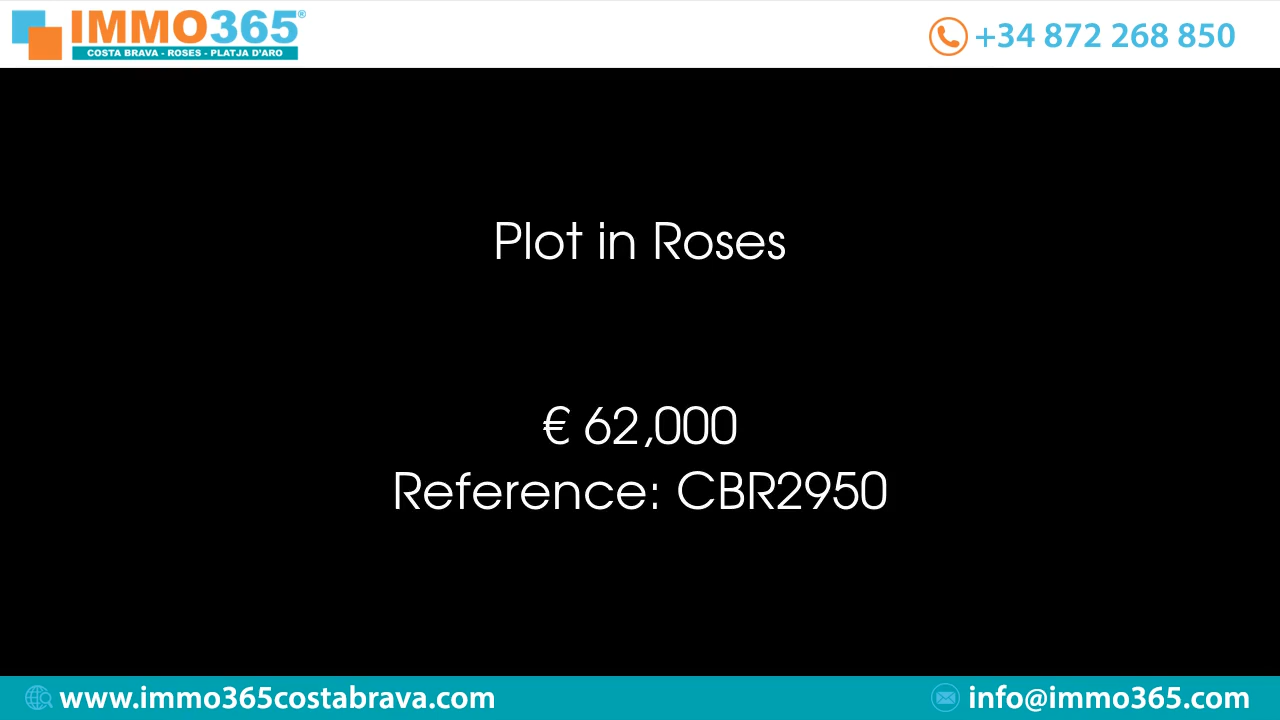 IMMO365®
COSTA BRAVA - ROSES - PLATJA D'ARO
+34 872 268 850
Plot in Roses
€ 62,000
Reference: CBR2950
www.immo365costabrava.com
info@immo365.com